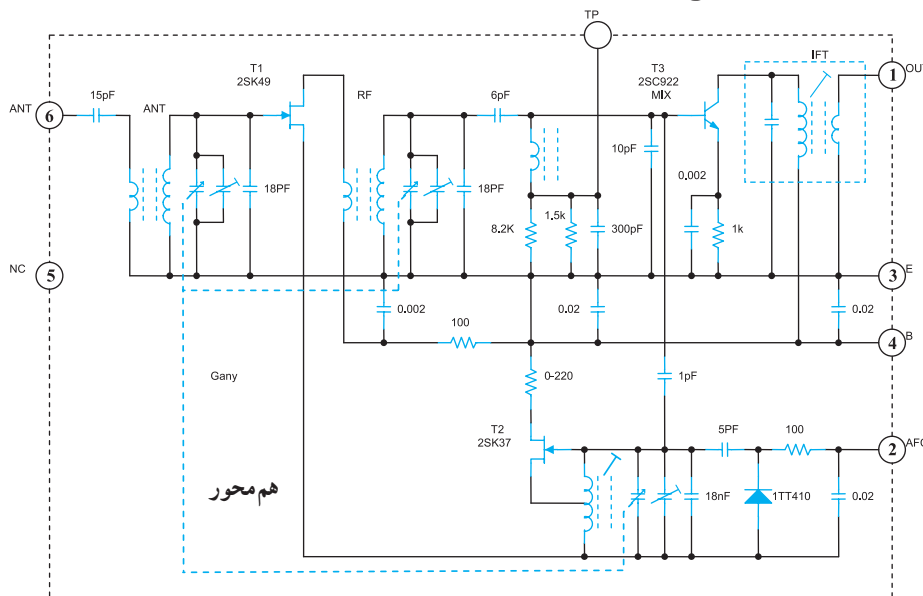 TP
T1
2SK49
T3
2SC922
MIX
IFT
1 OUT
15pF
ANT
RF
6pF
ANT 6
10pF
0,002
18PF
18PF
8.2K
1.5k
300pF
1k
NC 5
3 E
0.002
0.02
0.02
100
4 B
Gany
0-220
1pF
T2
2SK37
5PF
100
2 AFC
هم محور
18nF
1TT410
0.02